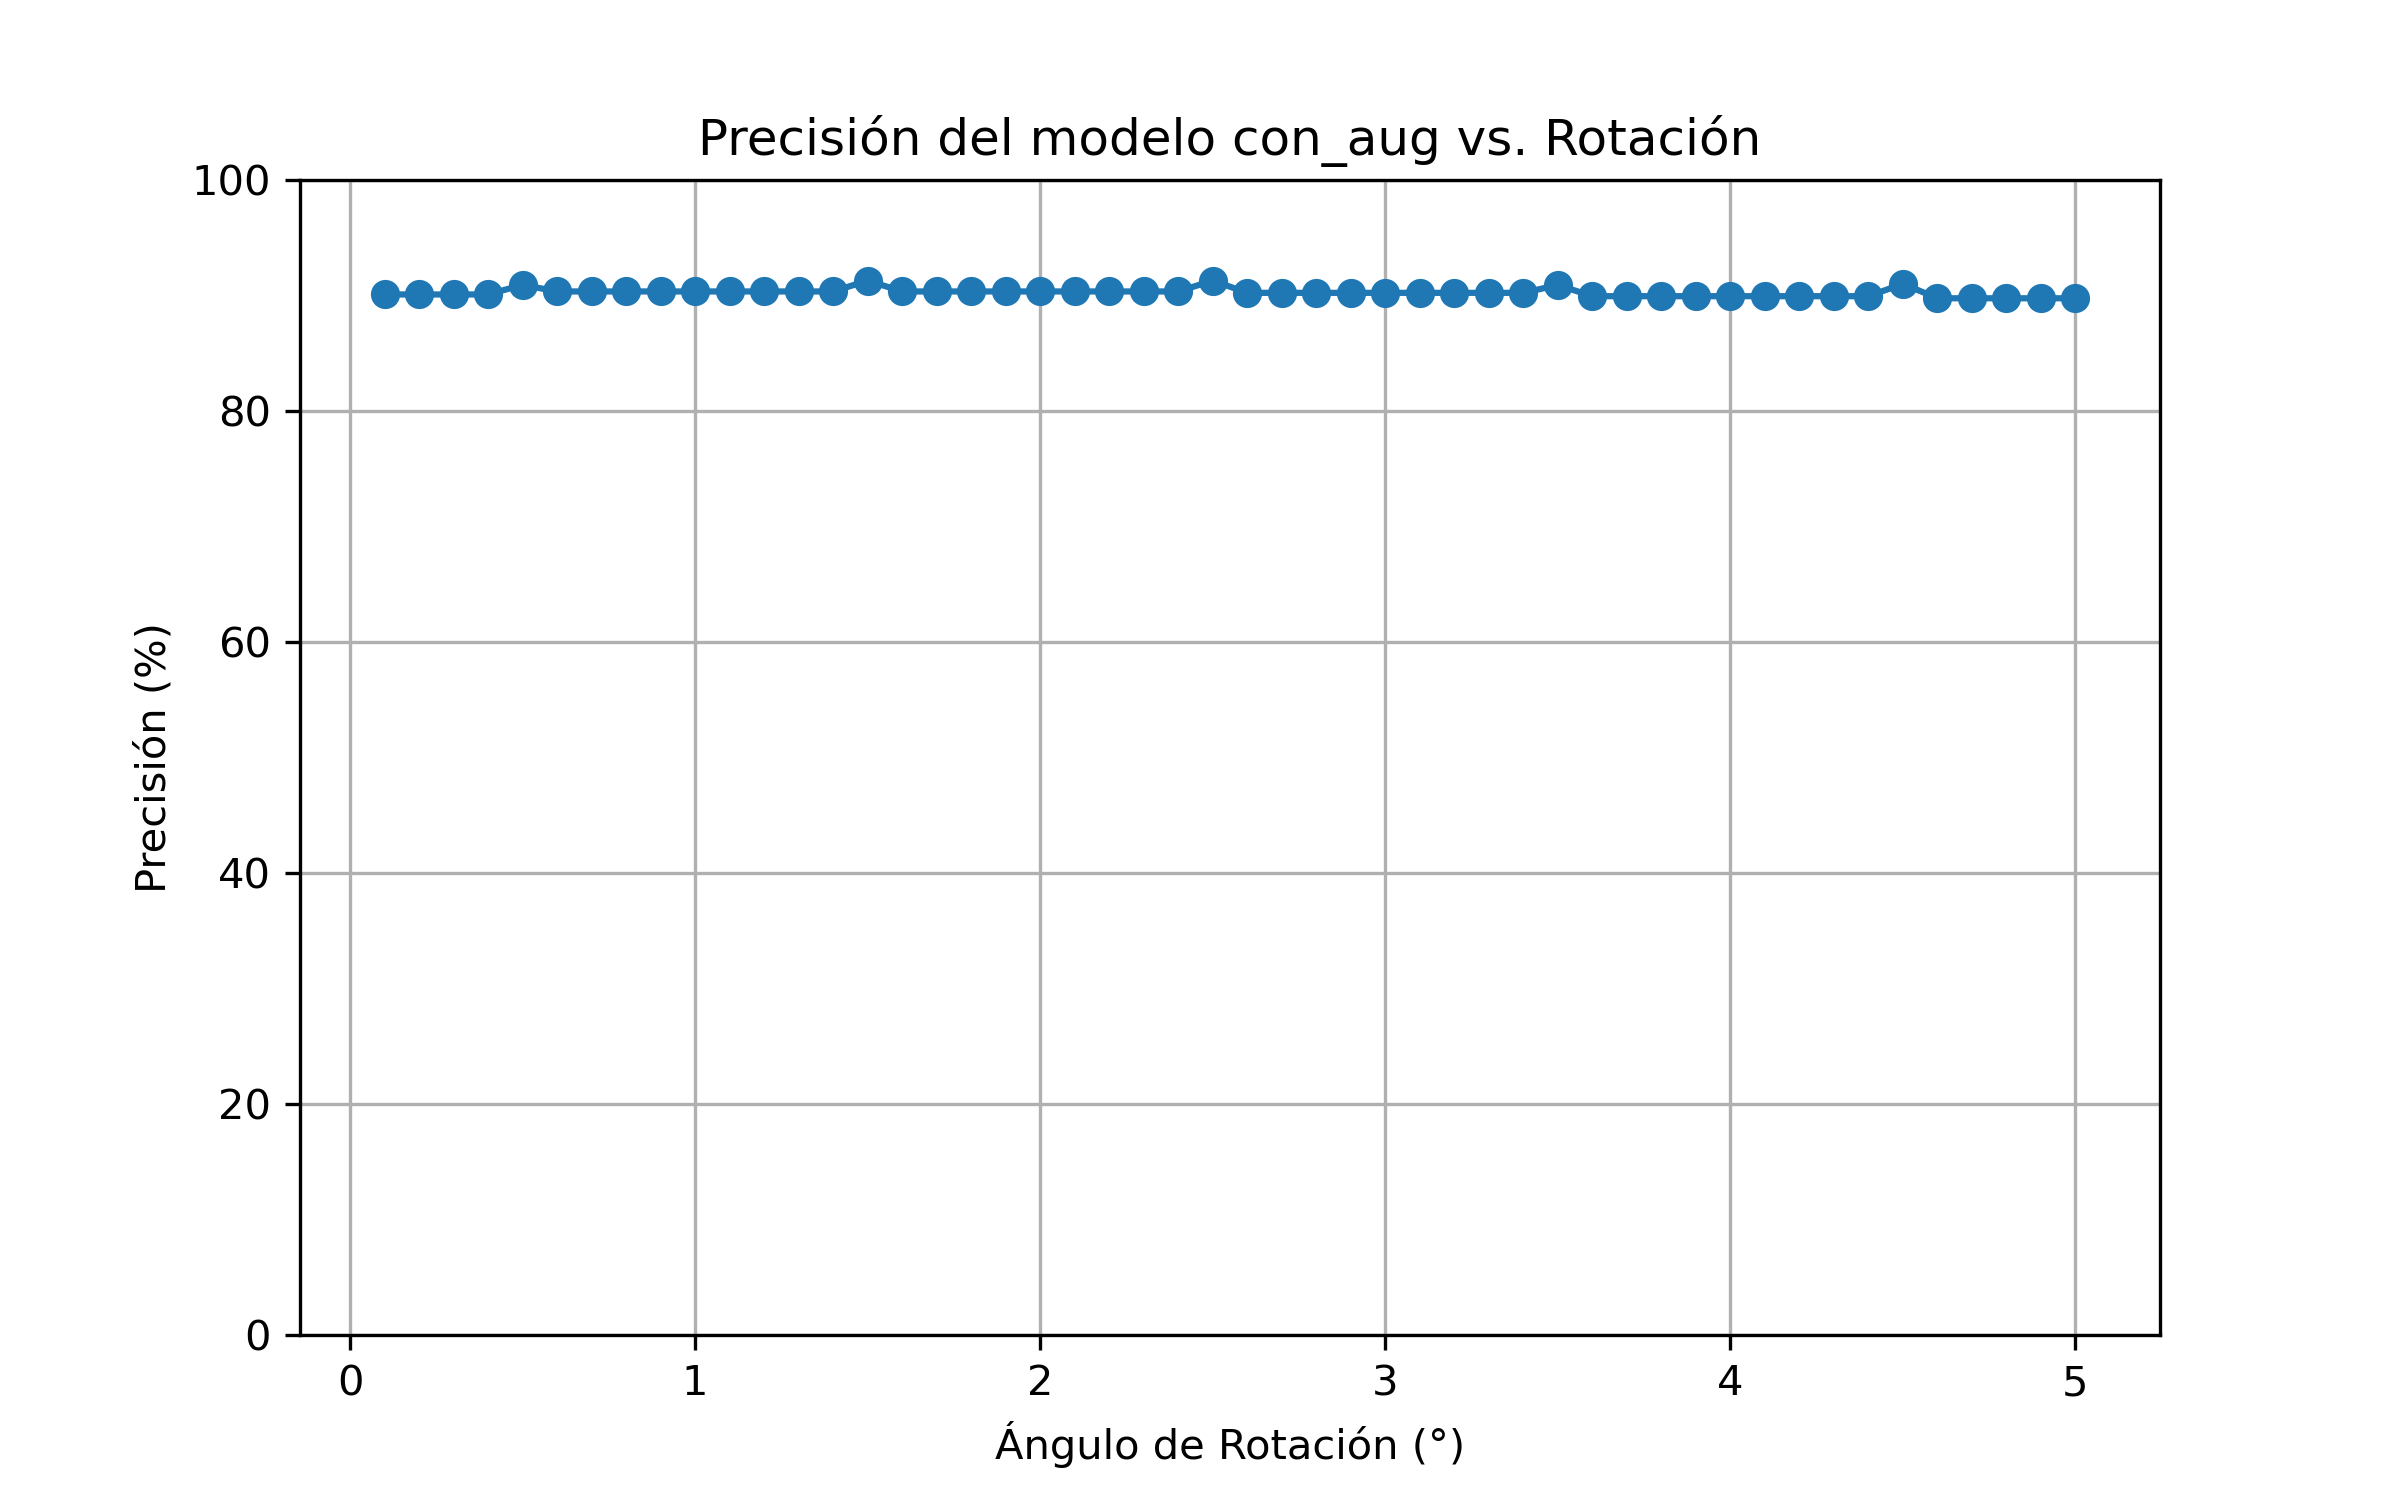 Precisión del modelo con_aug vs. Rotación
100
80
60
40
20
0
Precisión (%)
0 1 2 3 4 5
Ángulo de Rotación (°)